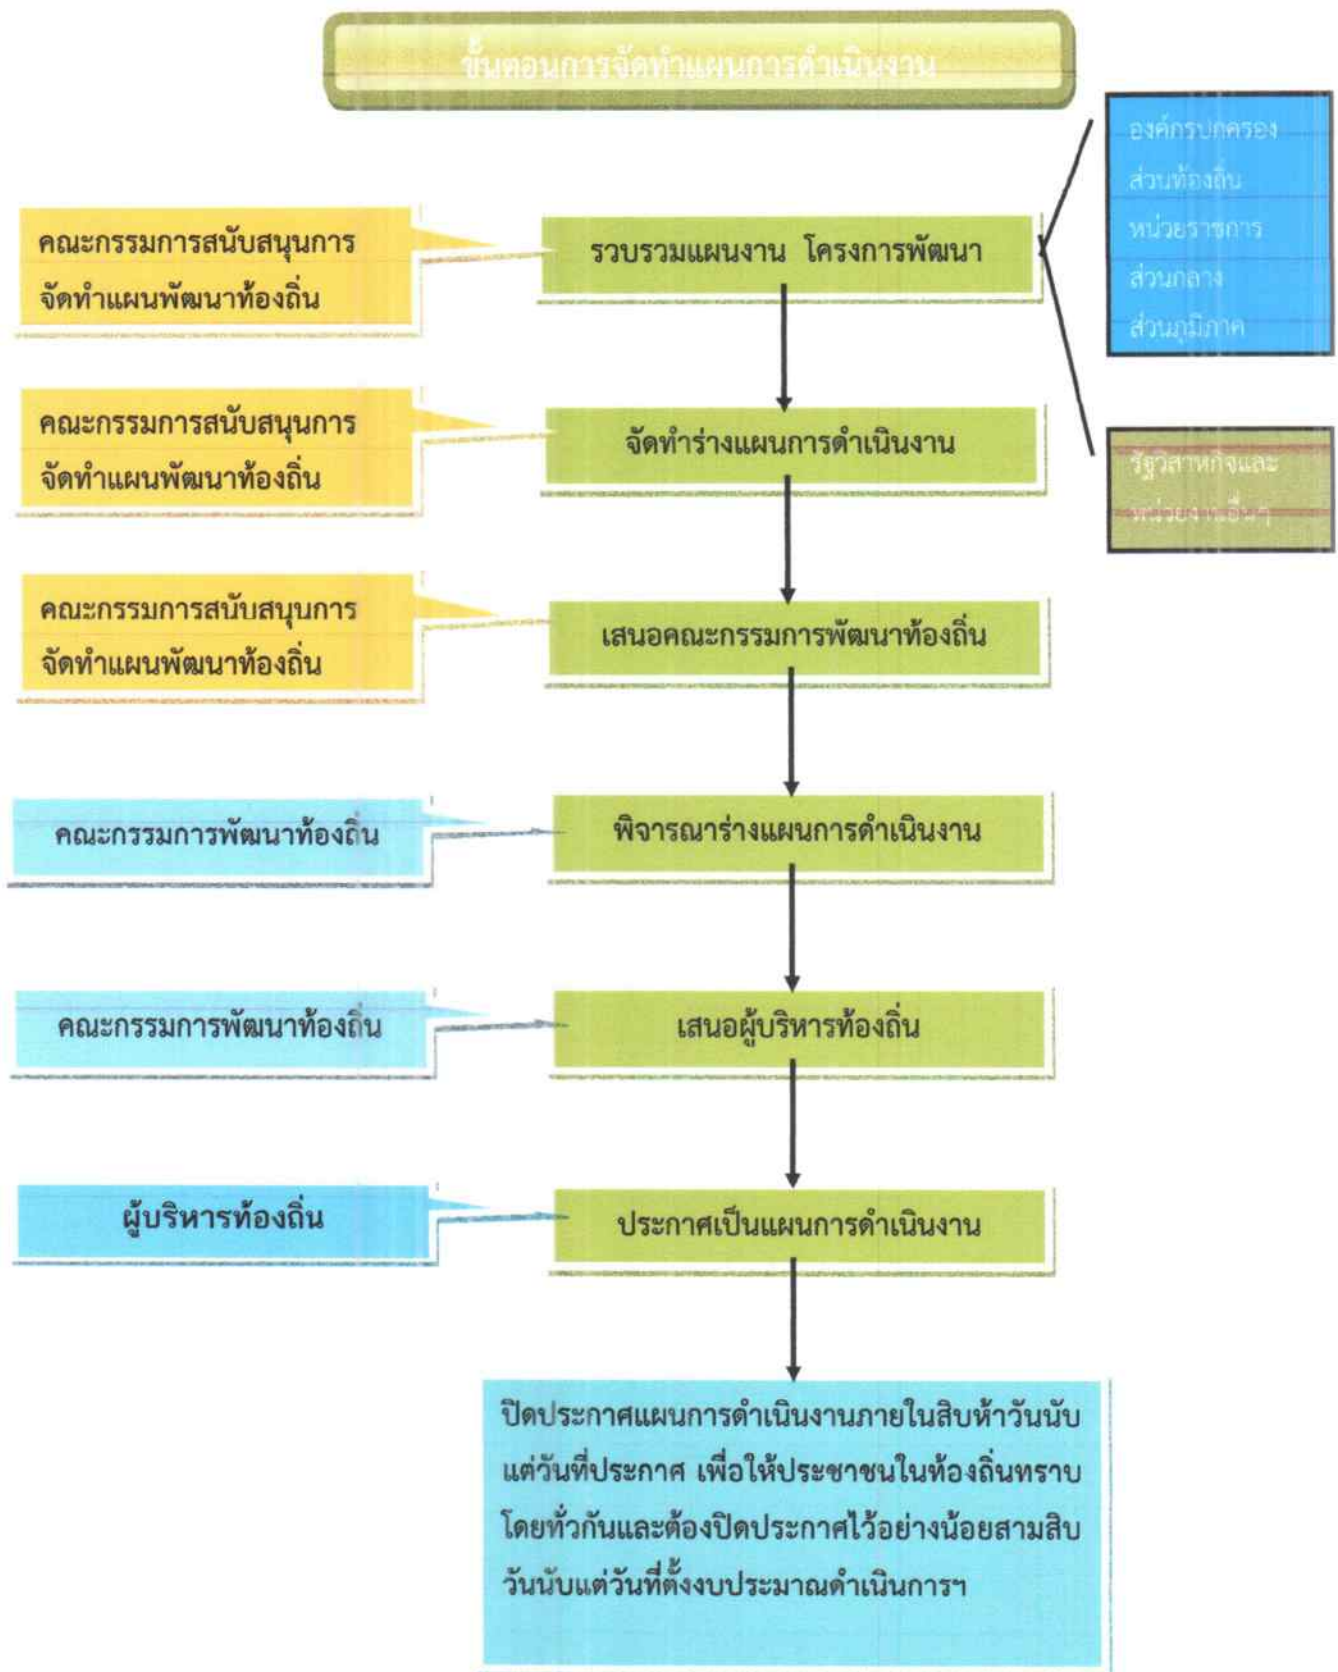 ขั้นตอนการจัดทำแผนการดำเนินงาน
องค์กรปกครอง
ส่วนท้องถิ่น
หน่วยราชการ
ส่วนกลาง
ส่วนภูมิภาค
คณะกรรมการสนับสนุนการ
จัดทำแผนพัฒนาท้องถิ่น
รวบรวมแผนงาน โครงการพัฒนา
คณะกรรมการสนับสนุนการ
จัดทำแผนพัฒนาท้องถิ่น
จัดทำร่างแผนการดำเนินงาน
รัฐวิสาหกิจและ
หน่วยงานอื่นๆ
คณะกรรมการสนับสนุนการ
จัดทำแผนพัฒนาท้องถิ่น
เสนอคณะกรรมการพัฒนาท้องถิ่น
คณะกรรมการพัฒนาท้องถิ่น
พิจารณาร่างแผนการดำเนินงาน
คณะกรรมการพัฒนาท้องถิ่น
เสนอผู้บริหารท้องถิ่น
ผู้บริหารท้องถิ่น
ประกาศเป็นแผนการดำเนินงาน
ปิดประกาศแผนการดำเนินงานภายในสิบห้าวันนับ
แต่วันที่ประกาศ เพื่อให้ประชาชนในท้องถิ่นทราบ
โดยทั่วกันและต้องปิดประกาศไว้อย่างน้อยสามสิบ
วันนับแต่วันที่ตั้งงบประมาณดำเนินการฯ